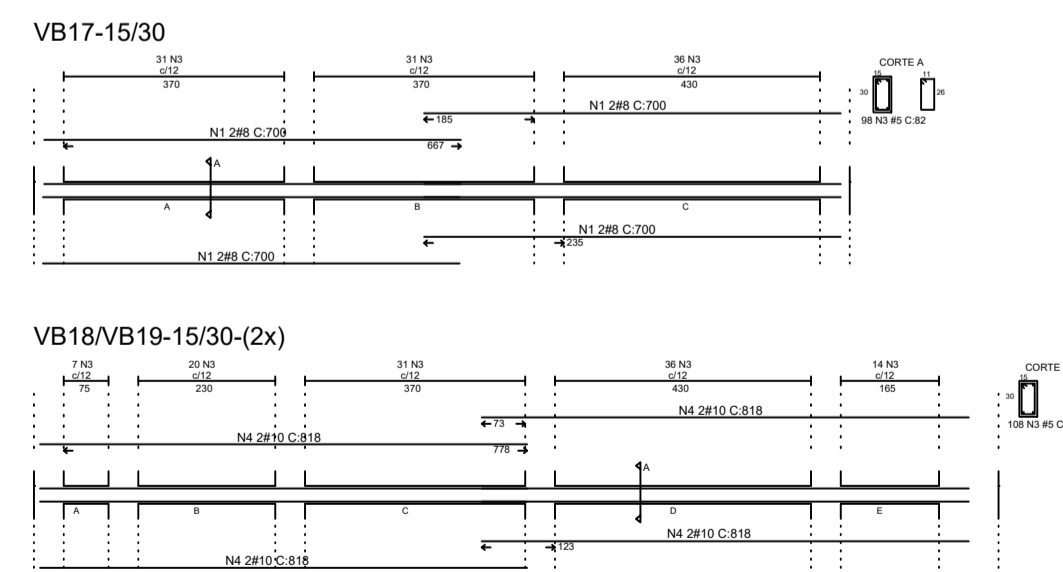 VB17-15/30
31 N3 31 N3 36 N3
c/12 c/12 c/12
370 370 430
CORTE A
15 11
30 26
98 N3 #5 C:82
N1 2#8 C:700
185
N1 2#8 C:700
667
A
A B C
N1 2#8 C:700
235
N1 2#8 C:700
VB18/VB19-15/30-(2x)
7 N3 20 N3 31 N3 36 N3 14 N3
c/12 c/12 c/12 c/12 c/12
75 230 370 430 165
CORTE
15
30
108 N3 #5 C
N4 2#10 C:818
73
N4 2#10 C:818
778
A
A B C D E
N4 2#10 C:818
123
N4 2#10 C:818